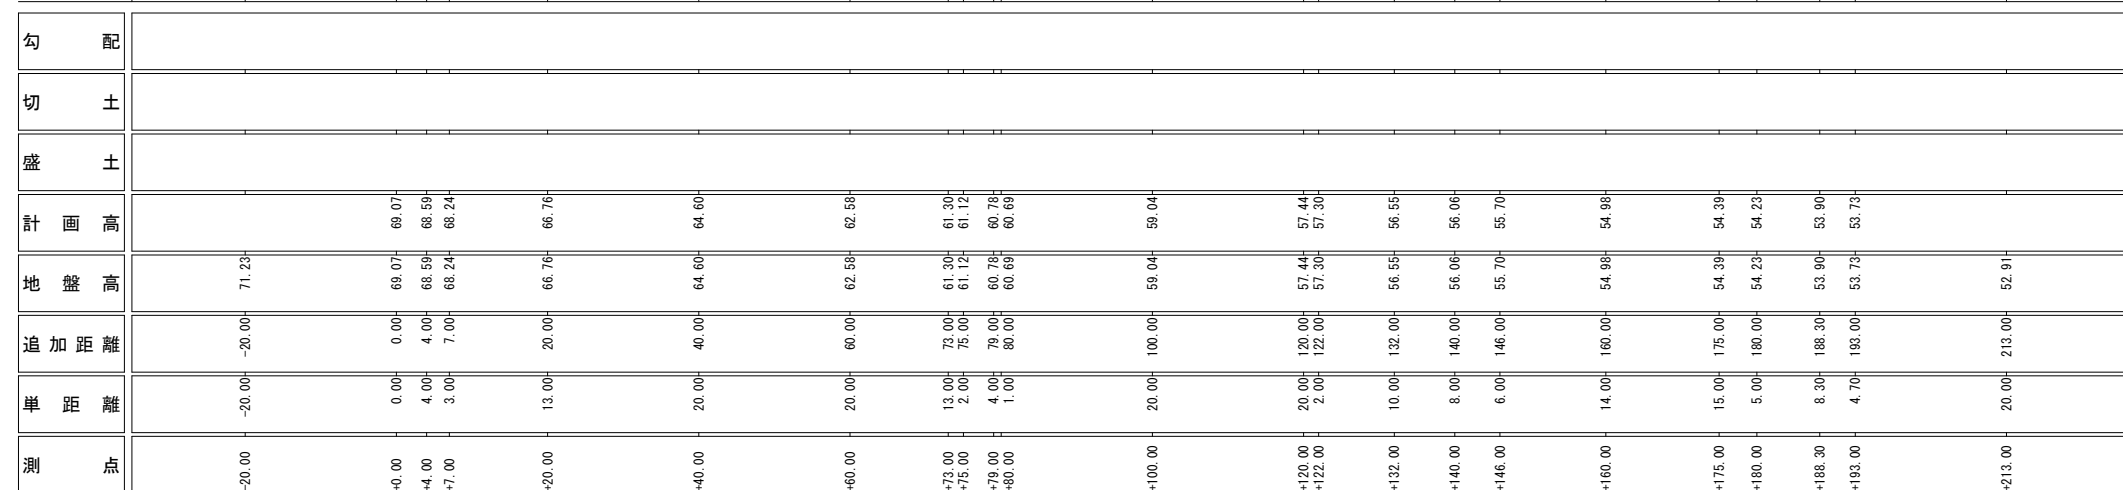 勾配
切土
盛土
計画高 69.07 68.59 68.24 66.76 64.60 62.58 61.30 61.12 60.78 60.69 59.04 57.44 57.30 56.55 56.06 55.70 54.98 54.39 54.23 53.90 53.73
地盤高 71.23 69.07 68.59 68.24 66.76 64.60 62.58 61.30 61.12 60.78 60.69 59.04 57.44 57.30 56.55 56.06 55.70 54.98 54.39 54.23 53.90 53.73 52.91
追加距離 -20.00 0.00 4.00 7.00 20.00 40.00 60.00 73.00 75.00 79.00 80.00 100.00 120.00 122.00 132.00 140.00 146.00 160.00 175.00 180.00 188.30 193.00 213.00
単距離 -20.00 0.00 4.00 3.00 13.00 20.00 20.00 13.00 2.00 4.00 1.00 20.00 20.00 2.00 10.00 8.00 6.00 14.00 15.00 5.00 8.30 4.70 20.00
測点 -20.00 +0.00 +4.00 +7.00 +20.00 +40.00 +60.00 +73.00 +75.00 +79.00 +80.00 +100.00 +120.00 +122.00 +132.00 +140.00 +146.00 +160.00 +175.00 +180.00 +188.30 +193.00 +213.00